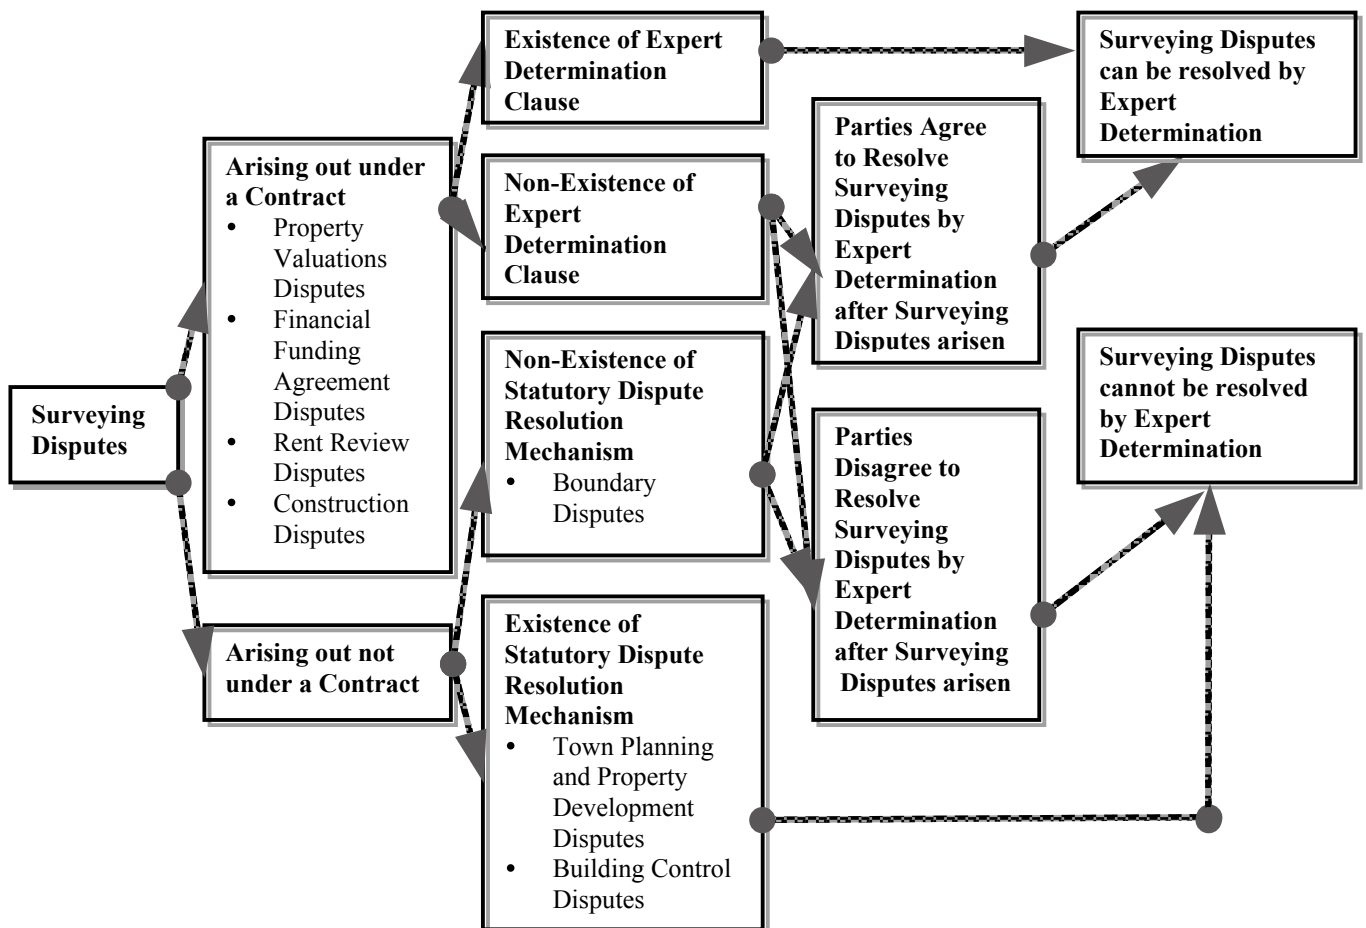 Surveying
Disputes
Arising out under
a Contract
• Property
Valuations
Disputes
• Financial
Funding
Agreement
Disputes
• Rent Review
Disputes
• Construction
Disputes
Arising out not
under a Contract
Existence of Expert
Determination
Clause
Non-Existence of
Expert
Determination
Clause
Non-Existence of
Statutory Dispute
Resolution
Mechanism
• Boundary
Disputes
Existence of
Statutory Dispute
Resolution
Mechanism
• Town Planning
and Property
Development
Disputes
• Building Control
Disputes
Parties Agree
to Resolve
Surveying
Disputes by
Expert
Determination
after Surveying
Disputes arisen
Parties
Disagree to
Resolve
Surveying
Disputes by
Expert
Determination
after Surveying
Disputes arisen
Surveying Disputes
can be resolved by
Expert
Determination
Surveying Disputes
cannot be resolved
by Expert
Determination